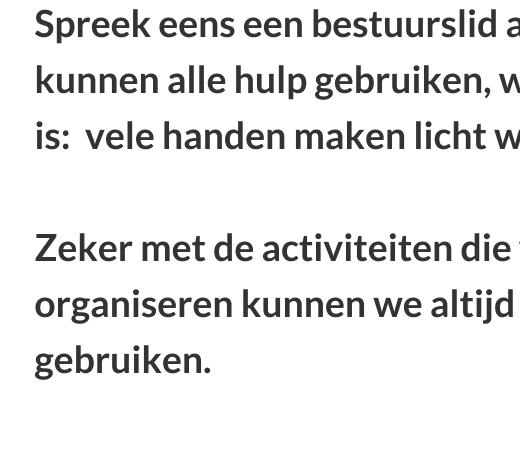 Spreek eens een bestuurslid
kunnen alle hulp gebruiken,
is:  vele handen maken licht
Zeker met de activiteiten die
organiseren kunnen we altijd
gebruiken.